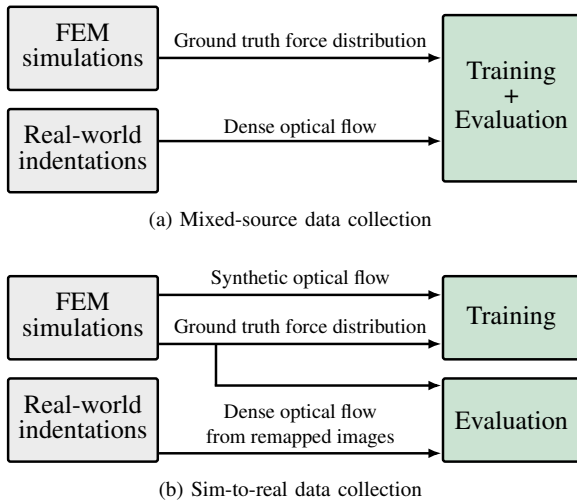 FEM
simulations
Ground truth force distribution
Real-world
indentations
Dense optical flow
Training
+
Evaluation
(a) Mixed-source data collection
FEM
simulations
Synthetic optical flow
Ground truth force distribution
Training
Real-world
indentations
Dense optical flow
from remapped images
Evaluation
(b) Sim-to-real data collection